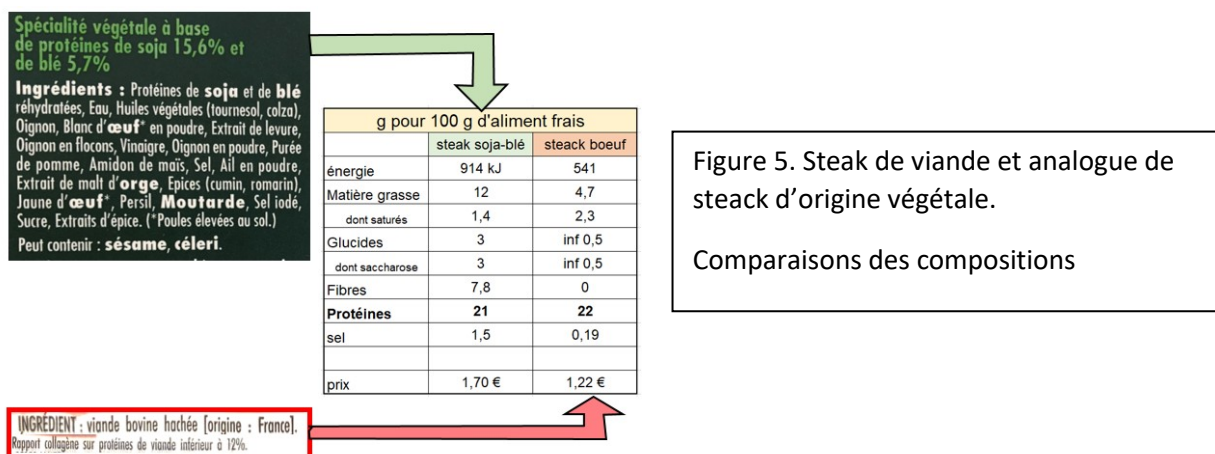 Spécialité végétale à base
de protéines de soja 15,6% et
de blé 5,7%
Ingrédients : Protéines de soja et de blé
réhydratées, Eau, Huiles végétales (tournesol, colza),
Oignon, Blanc d'œuf* en poudre, Extrait de levure,
Oignon en flocons, Vinaigre, Oignon en poudre, Purée
de pomme, Amidon de maïs, Sel, Ail en poudre,
Extrait de malt d'orge, Epices (cumin, romarin),
Jaune d'œuf*, Persil, Moutarde, Sel iodé,
Sucre, Extraits d'épice. (*Poules élevées au sol.)
Peut contenir : sésame, céleri.
g pour 100 g d'aliment frais
steak soja-blé steack boeuf
énergie 914 kJ 541
Matière grasse 12 4,7
dont saturés 1,4 2,3
Glucides 3 inf 0,5
dont saccharose 3 inf 0,5
Fibres 7,8 0
Protéines 21 22
sel 1,5 0,19
prix 1,70 € 1,22 €
Figure 5. Steak de viande et analogue de
steack d'origine végétale.
Comparaisons des compositions
INGRÉDIENT : viande bovine hachée [origine : France].
Rapport collagène sur protéines de viande inférieur à 12%.